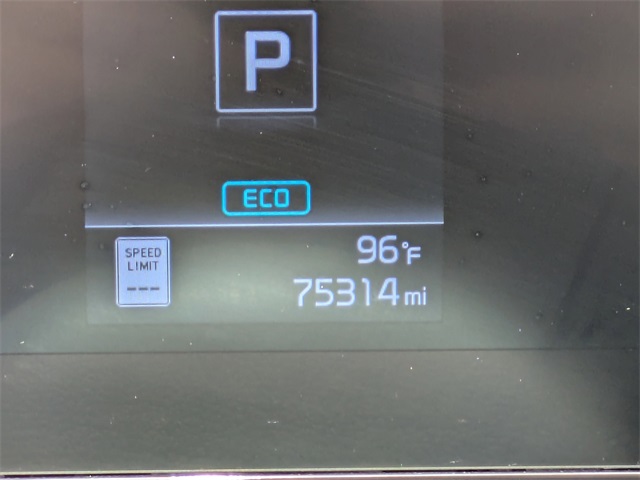 P
ECO
SPEED
LIMIT
---
96°F
75314 mi